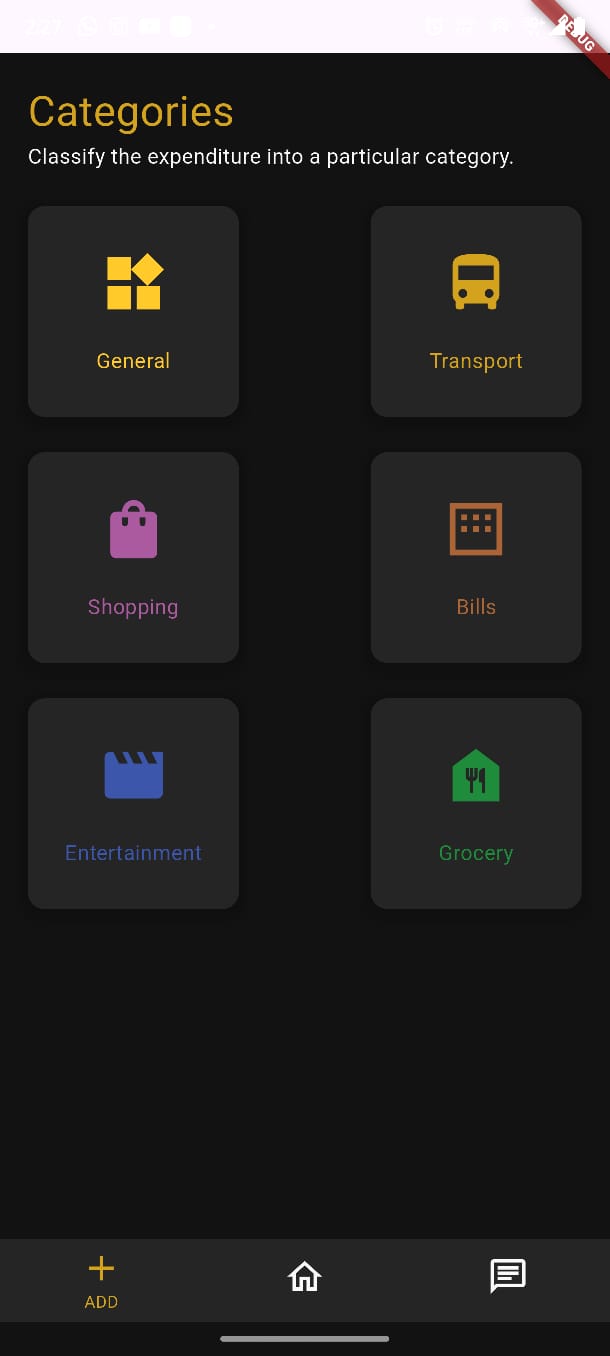 2:27
DEBUG
Categories
Classify the expenditure into a particular category.
General
Transport
Shopping
Bills
Entertainment
Grocery
ADD